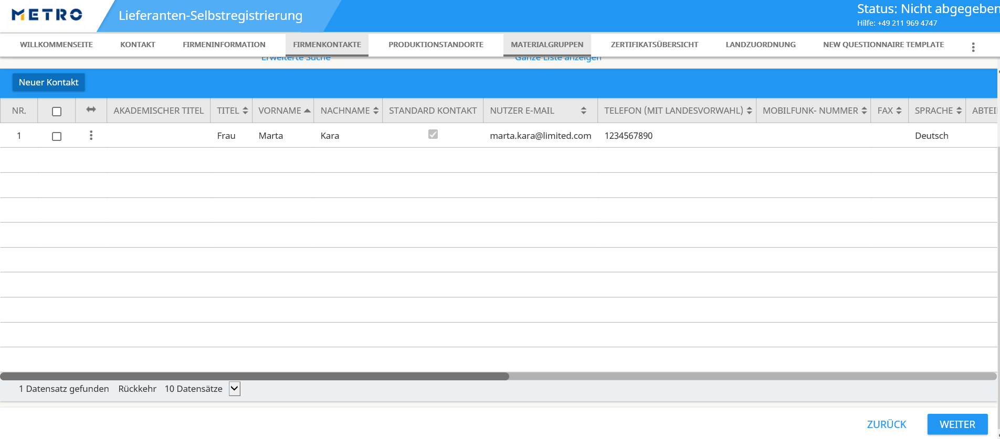 METRO
Lieferanten-Selbstregistrierung
Status: Nicht abgegeben
Hilfe: +49 211 969 4747
WILLKOMMENSEITE KONTAKT FIRMENINFORMATION FIRMENKONTAKTE PRODUKTIONSTANDORTE MATERIALGRUPPEN ZERTIFIKATSÜBERSICHT LANDZUORDNUNG NEW QUESTIONNAIRE TEMPLATE
Erweiterte Suche Ganze Liste anzeigen
Neuer Kontakt
NR. AKADEMISCHER TITEL TITEL VORNAME NACHNAME STANDARD KONTAKT NUTZER E-MAIL TELEFON (MIT LANDESVORWAHL) MOBILFUNK- NUMMER FAX SPRACHE ABTEI
1 Frau Marta Kara marta.kara@limited.com 1234567890 Deutsch
1 Datensatz gefunden Rückkehr 10 Datensätze
ZURÜCK WEITER